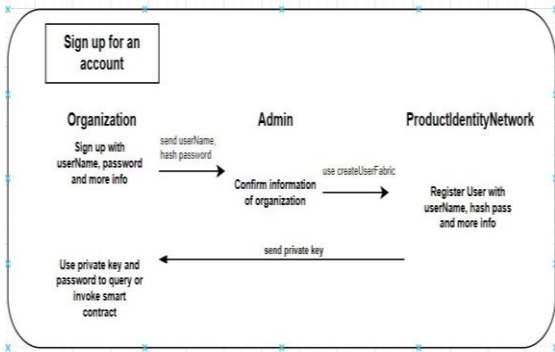 Sign up for an
account
Organization
Admin
ProductIdentityNetwork
Sign up with
userName, password
and more info
send userName,
hash password
Confirm information
of organization
use createUserFabric
Register User with
userName, hash pass
and more info
send private key
Use private key and
password to query or
invoke smart
contract